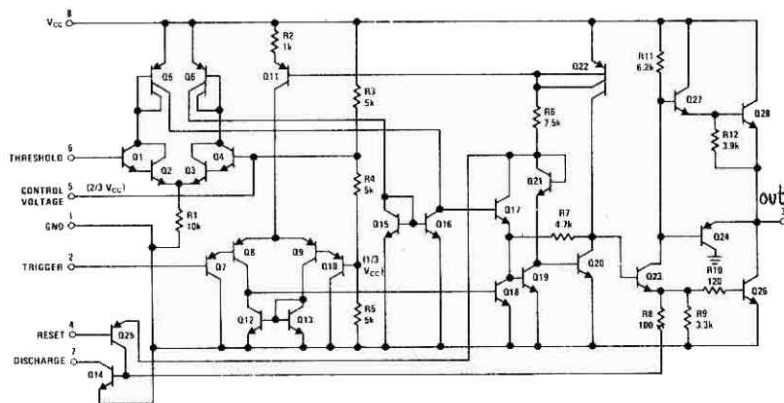 8
VCC
R2
1k
R11
6.2k
Q5
Q6
Q11
Q22
R3
5k
R6
7.5k
Q27
Q28
R12
3.9k
6
THRESHOLD
Q1
Q2
Q3
Q4
R4
5k
Q21
CONTROL VOLTAGE
5
(2/3 VCC)
Q15
Q16
Q17
R7
4.7k
OUT
3
1
GND
R1
10k
Q24
2
TRIGGER
Q7
Q8
Q9
Q10
(1/3 VCC)
Q18
Q19
Q20
Q23
R10
120
Q26
4
RESET
Q25
Q12
Q13
R5
5k
R8
100
R9
3.3k
7
DISCHARGE
Q14